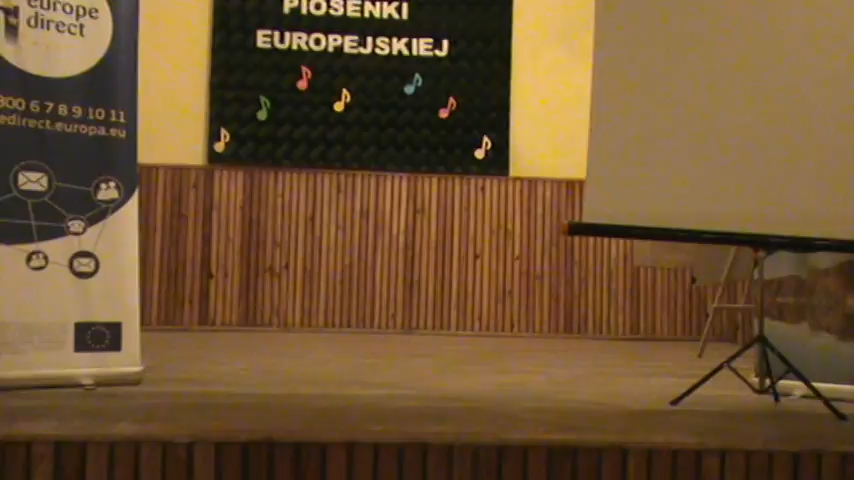 europe
direct
800 6 7 8 9 10 11
edirect.europa.eu
PIOSENKI
EUROPEJSKIEJ